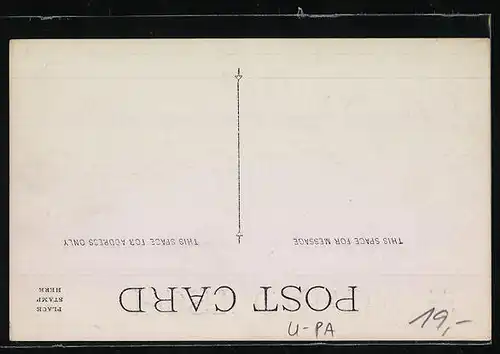 POST CARD
PLACE
STAMP
HERE
THIS SPACE FOR MESSAGE
THIS SPACE FOR ADDRESS ONLY
U-PA
19,-